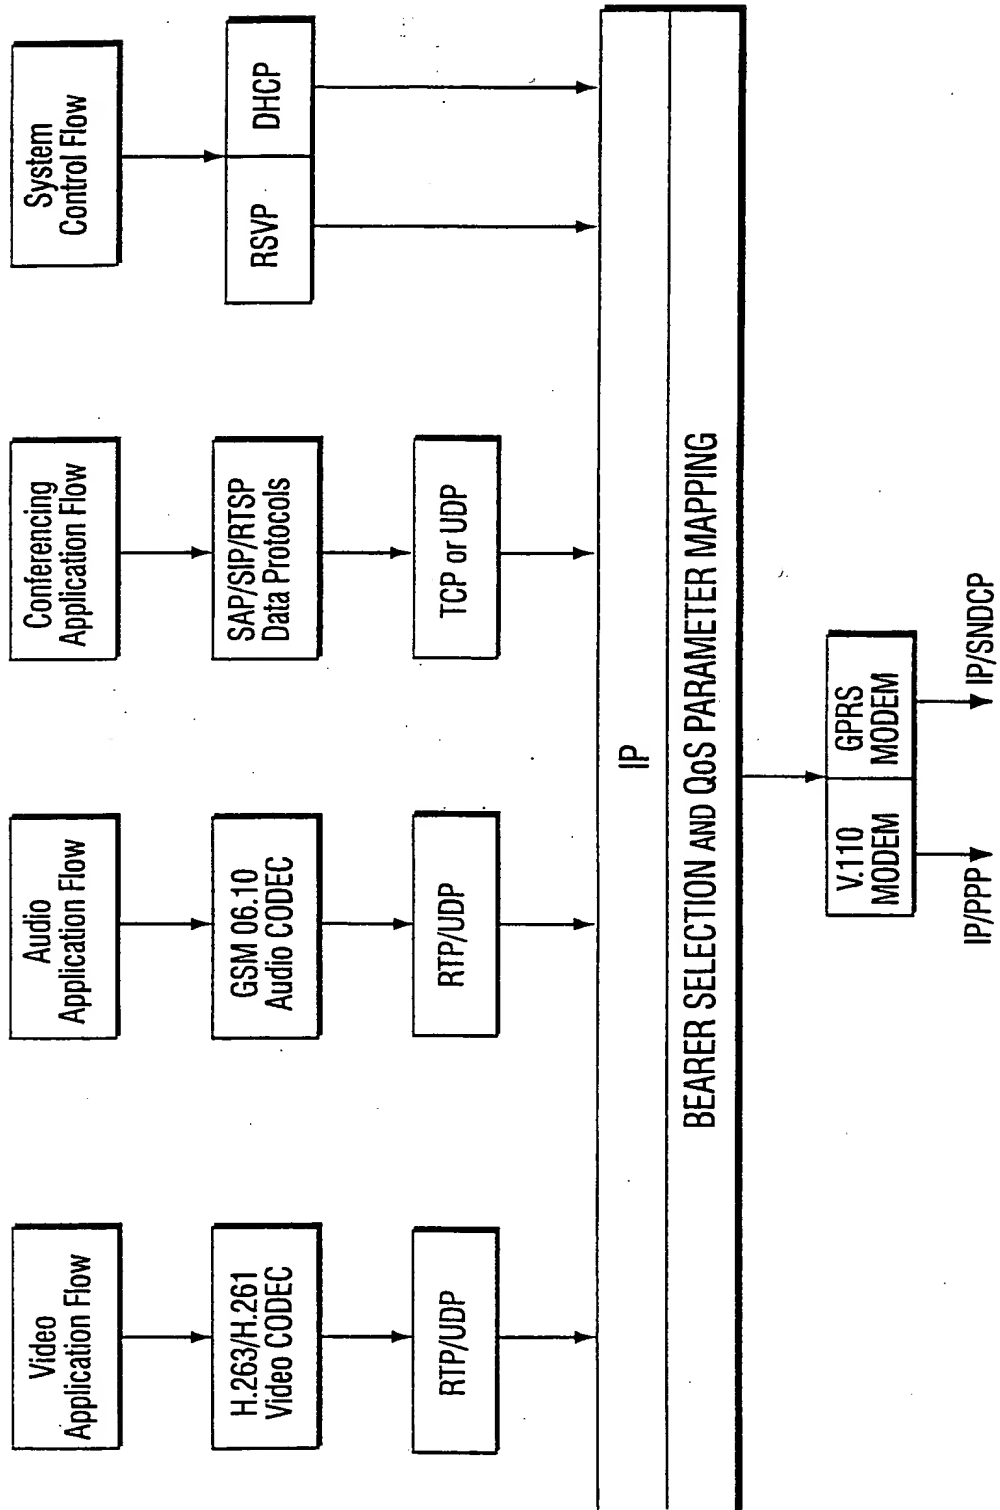 Video
Application Flow
Audio
Application Flow
Conferencing
Application Flow
System
Control Flow
H.263/H.261
Video CODEC
GSM 06.10
Audio CODEC
SAP/SIP/RTSP
Data Protocols
RSVP
DHCP
RTP/UDP
RTP/UDP
TCP or UDP
IP
BEARER SELECTION AND QoS PARAMETER MAPPING
V.110
MODEM
GPRS
MODEM
IP/PPP
IP/SNDCP